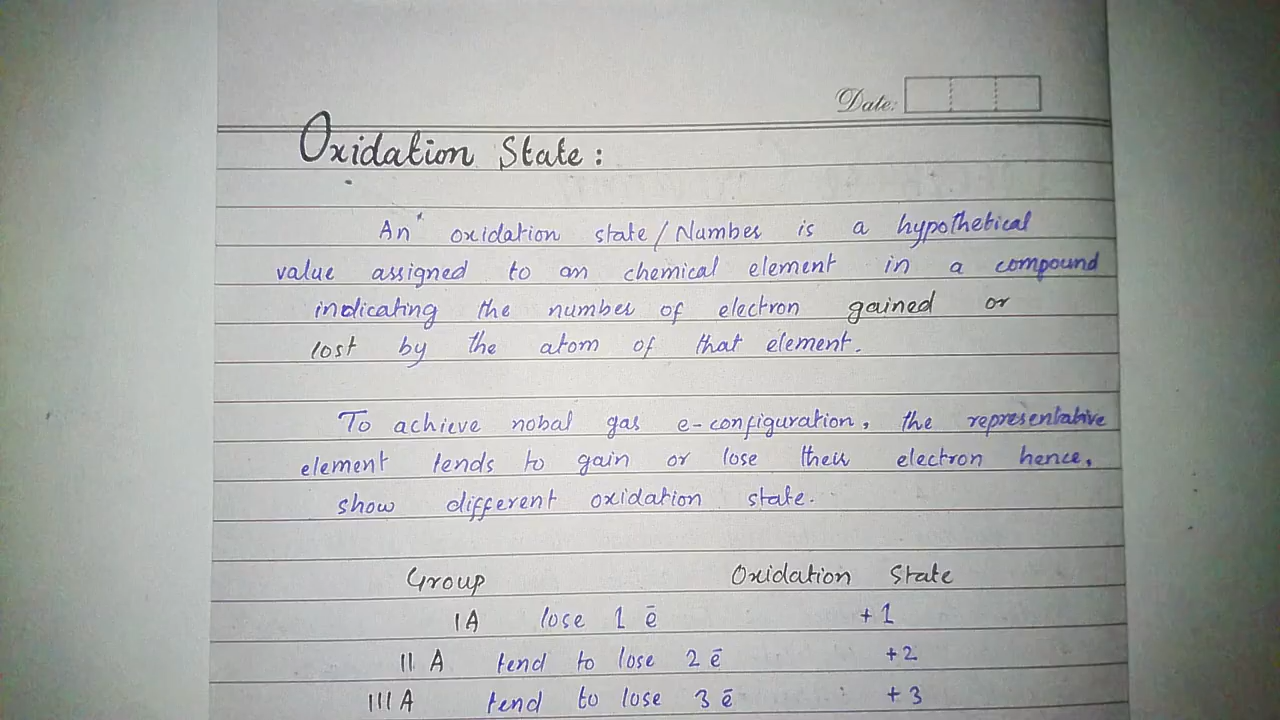 Date:
Oxidation State:
An oxidation state/Number is a hypothetical
value assigned to an chemical element in a compound
indicating the number of electron gained or
lost by the atom of that element.
To achieve nobal gas e-configuration, the representative
element tends to gain or lose their electron hence,
show different oxidation state.
Group Oxidation State
IA lose 1 ē +1
II A tend to lose 2 ē +2
III A tend to lose 3 ē +3